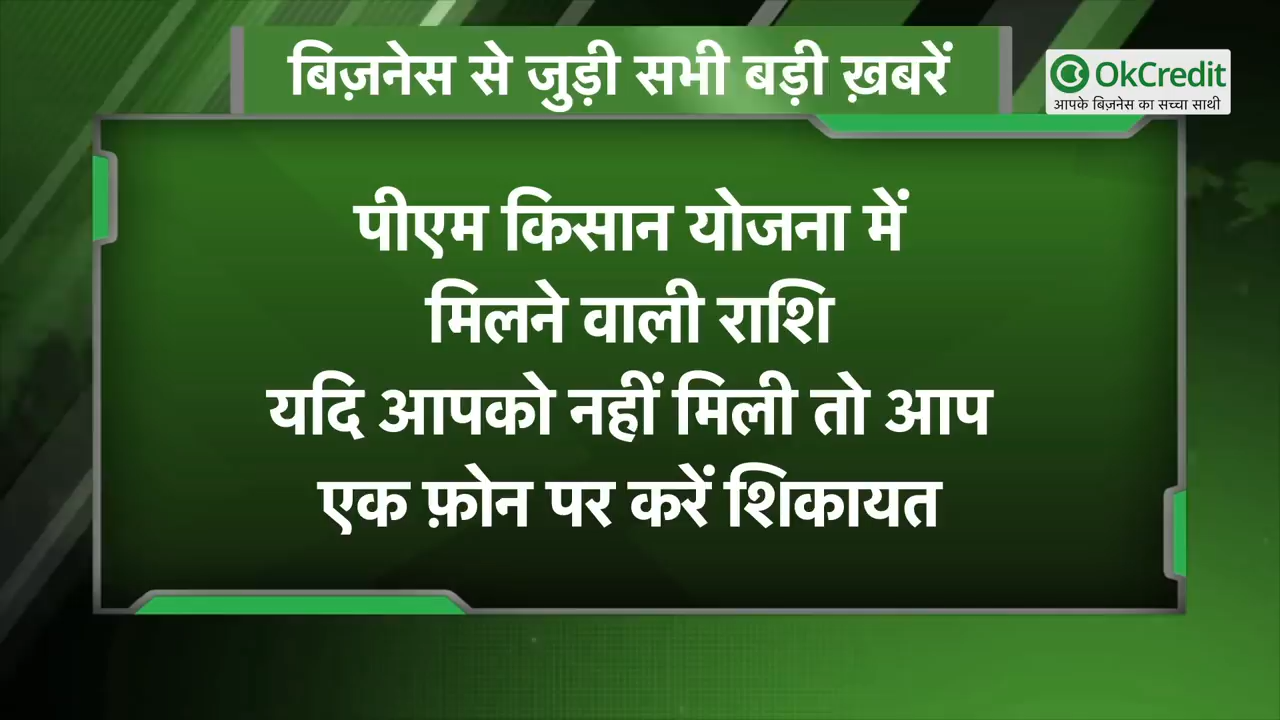 बिज़नेस से जुड़ी सभी बड़ी ख़बरें
OkCredit
आपके बिज़नेस का सच्चा साथी
पीएम किसान योजना में
मिलने वाली राशि
यदि आपको नहीं मिली तो आप
एक फ़ोन पर करें शिकायत